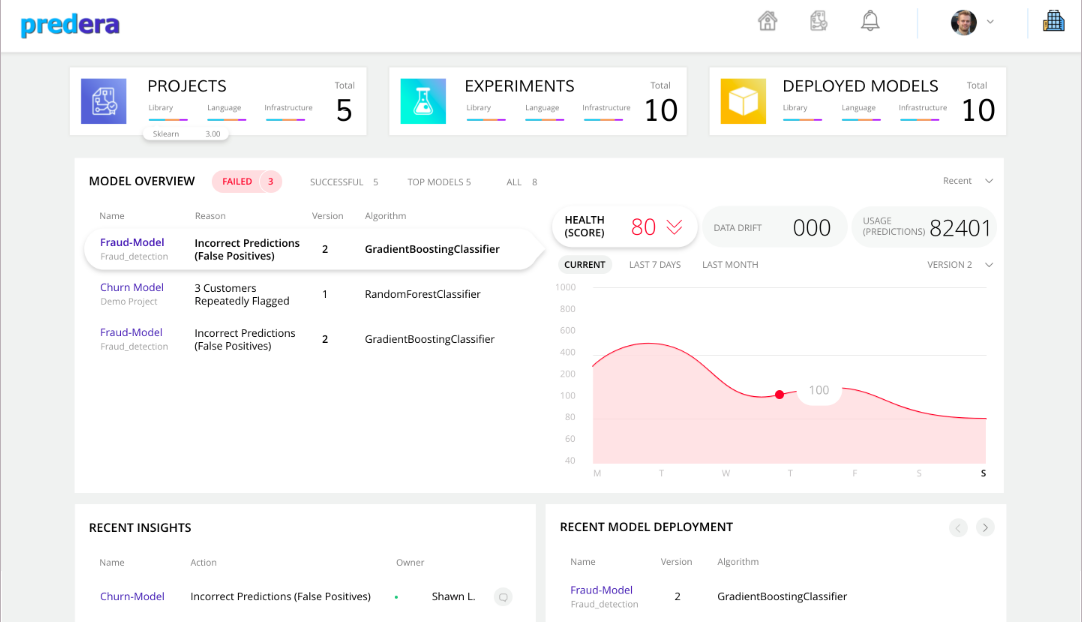 predera
PROJECTS
Total
Library Language Infrastructure
5
Sklearn 3.00
EXPERIMENTS
Total
Library Language Infrastructure
10
DEPLOYED MODELS
Total
Library Language Infrastructure
10
MODEL OVERVIEW FAILED 3 SUCCESSFUL 5 TOP MODELS 5 ALL 8 Recent
Name Reason Version Algorithm
Fraud-Model
Fraud_detection
Incorrect Predictions
(False Positives)
2
GradientBoostingClassifier
Churn Model
Demo Project
3 Customers
Repeatedly Flagged
1
RandomForestClassifier
Fraud-Model
Fraud_detection
Incorrect Predictions
(False Positives)
2
GradientBoostingClassifier
HEALTH
(SCORE)
80
DATA DRIFT 000
USAGE
(PREDICTIONS)
82401
CURRENT LAST 7 DAYS LAST MONTH VERSION 2
1000
800
600
400
200
100
80
60
40
100
M T W T F S S
RECENT INSIGHTS
Name Action Owner
Churn-Model Incorrect Predictions (False Positives) Shawn L.
RECENT MODEL DEPLOYMENT
Name Version Algorithm
Fraud-Model
Fraud_detection
2
GradientBoostingClassifier